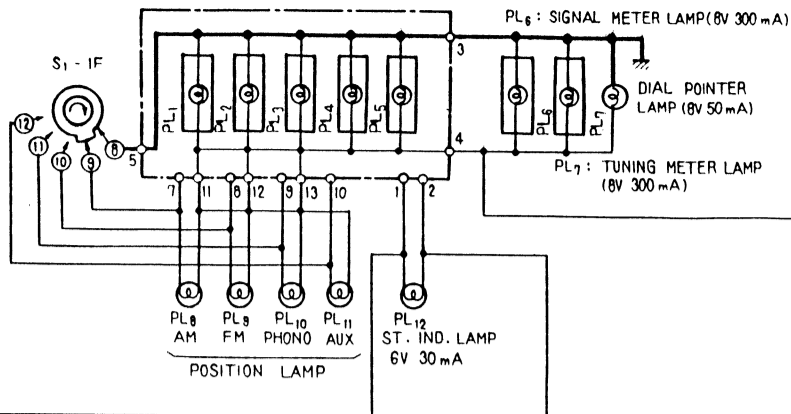 PL6 : SIGNAL METER LAMP (8V 300 mA)
3
S1 - 1F
PL1
PL2
PL3
PL4
PL5
PL6
PL7
DIAL POINTER
LAMP (8V 50 mA)
12
11
10
9
8
5
4
PL7 : TUNING METER LAMP
(8V 300 mA)
7
11
8
12
9
13
10
1
2
PL8
AM
PL9
FM
PL10
PHONO
PL11
AUX
PL12
ST. IND. LAMP
6V 30 mA
POSITION LAMP